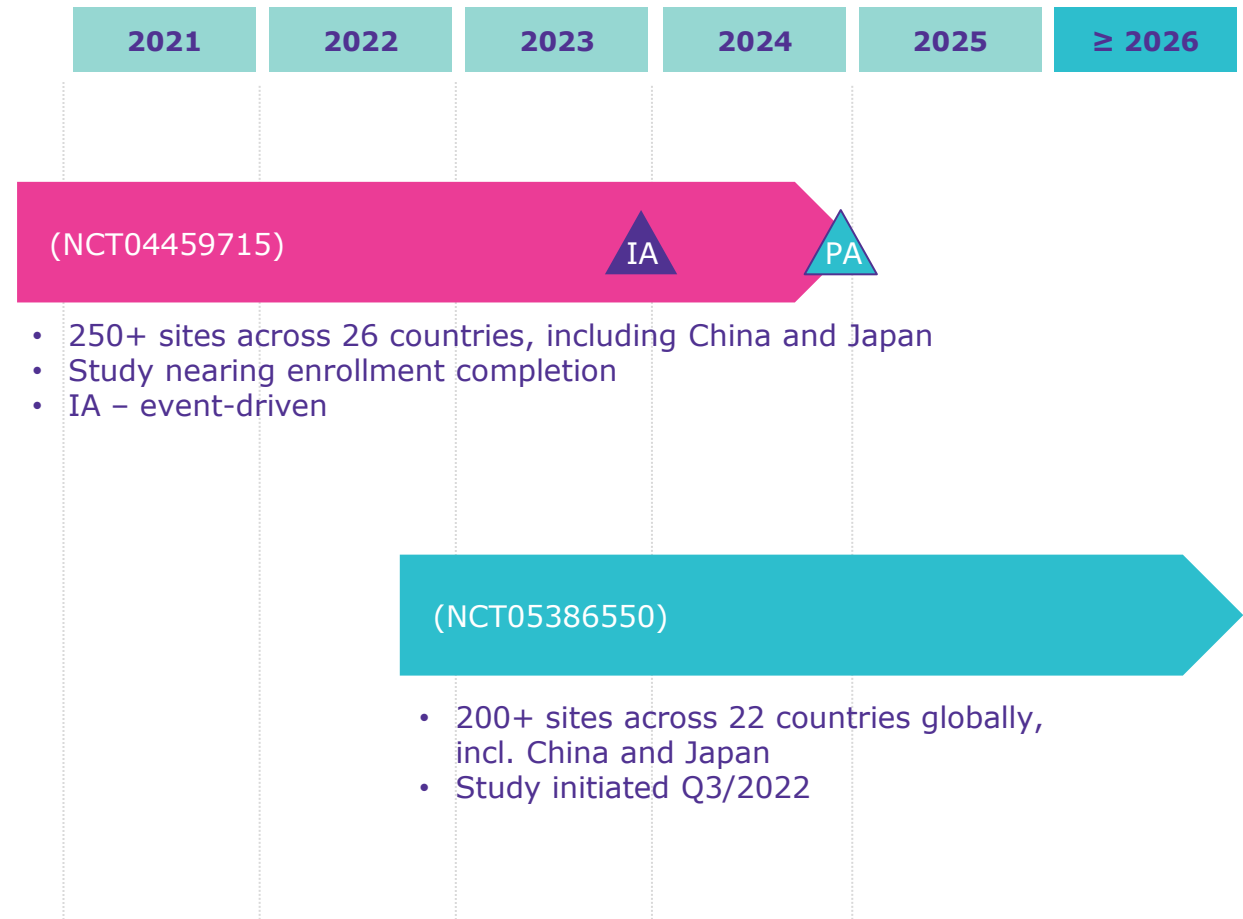 2021 2022 2023 2024 2025 ≥ 2026
(NCT04459715)
IA
PA
• 250+ sites across 26 countries, including China and Japan
• Study nearing enrollment completion
• IA – event-driven
(NCT05386550)
• 200+ sites across 22 countries globally,
incl. China and Japan
• Study initiated Q3/2022